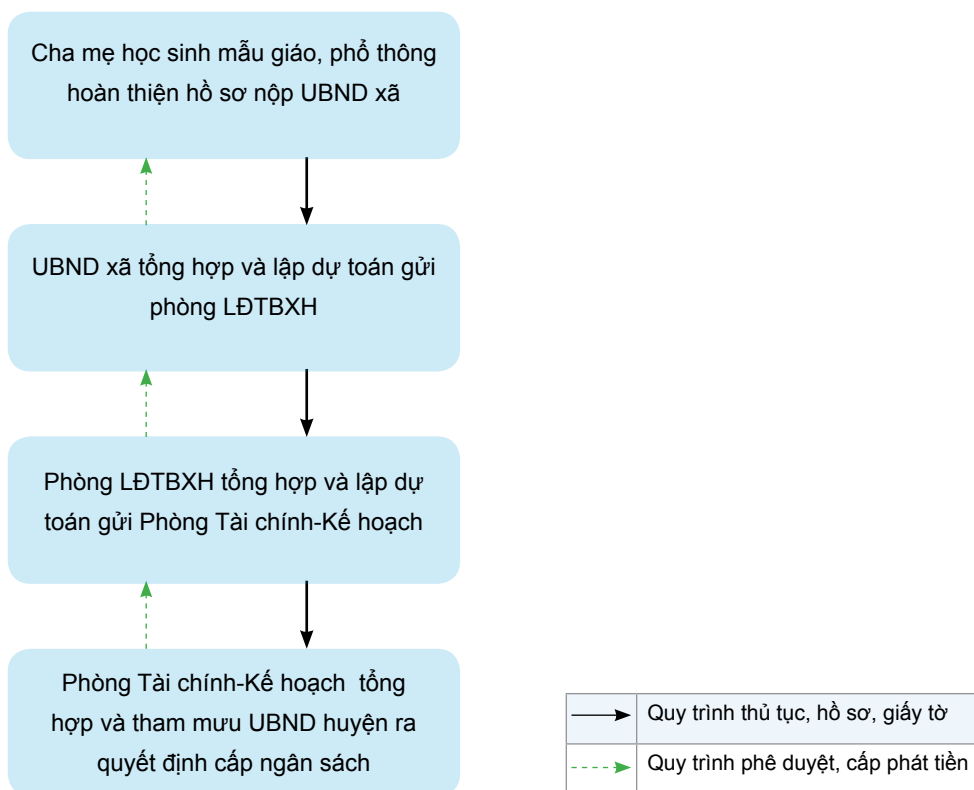 Cha mẹ học sinh mẫu giáo, phổ thông
hoàn thiện hồ sơ nộp UBND xã
UBND xã tổng hợp và lập dự toán gửi
phòng LĐTBXH
Phòng LĐTBXH tổng hợp và lập dự
toán gửi Phòng Tài chính-Kế hoạch
Phòng Tài chính-Kế hoạch tổng
hợp và tham mưu UBND huyện ra
quyết định cấp ngân sách
Quy trình thủ tục, hồ sơ, giấy tờ
Quy trình phê duyệt, cấp phát tiền